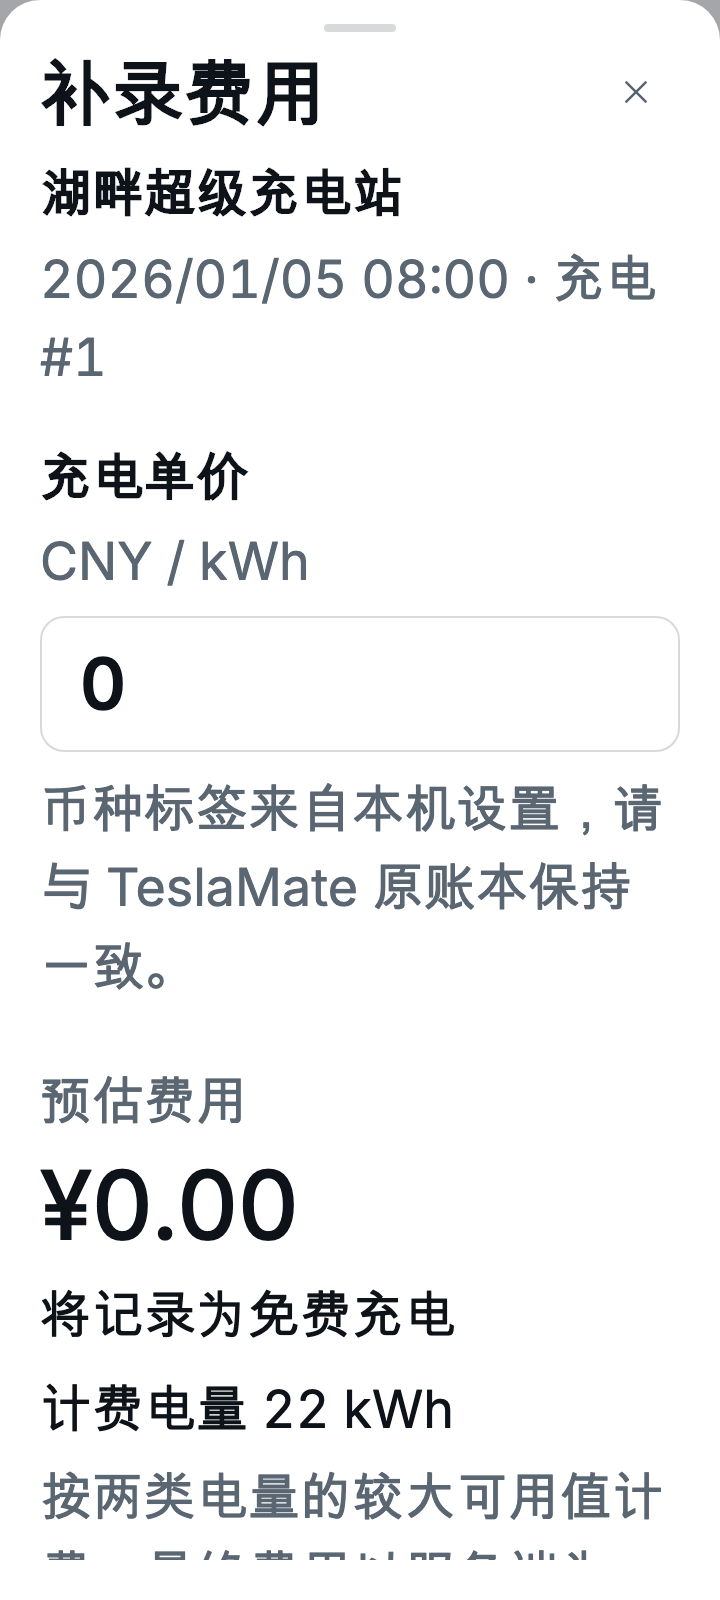 补录费用
湖畔超级充电站
2026/01/05 08:00 · 充电
#1
充电单价
CNY / kWh
0
币种标签来自本机设置，请
与 TeslaMate 原账本保持
一致。
预估费用
¥0.00
将记录为免费充电
计费电量 22 kWh
按两类电量的较大可用值计